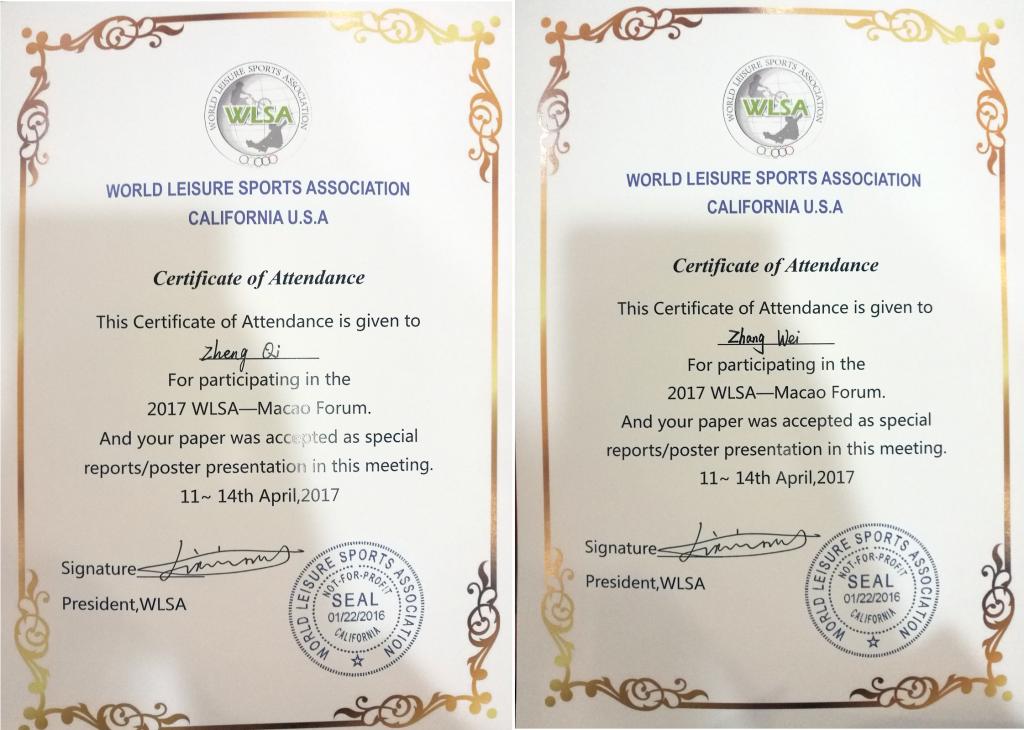 WORLD LEISURE SPORTS ASSOCIATION
WLSA
WORLD LEISURE SPORTS ASSOCIATION
CALIFORNIA U.S.A
Certificate of Attendance
This Certificate of Attendance is given to
Zheng Qi
For participating in the
2017 WLSA—Macao Forum.
And your paper was accepted as special
reports/poster presentation in this meeting.
11~ 14th April,2017
Signature
President,WLSA
WORLD LEISURE SPORTS ASSOCIATION
NOT-FOR-PROFIT
SEAL
01/22/2016
CALIFORNIA
WORLD LEISURE SPORTS ASSOCIATION
WLSA
WORLD LEISURE SPORTS ASSOCIATION
CALIFORNIA U.S.A
Certificate of Attendance
This Certificate of Attendance is given to
Zhang Wei
For participating in the
2017 WLSA—Macao Forum.
And your paper was accepted as special
reports/poster presentation in this meeting.
11~ 14th April,2017
Signature
President,WLSA
WORLD LEISURE SPORTS ASSOCIATION
NOT-FOR-PROFIT
SEAL
01/22/2016
CALIFORNIA